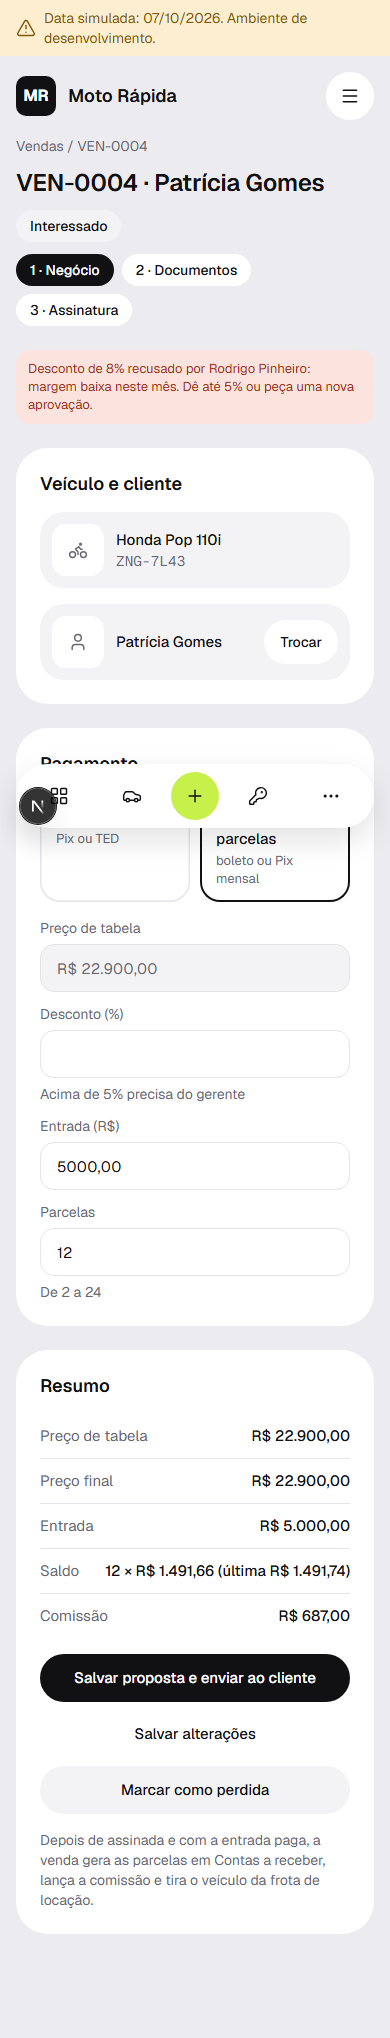 Data simulada: 07/10/2026. Ambiente de
desenvolvimento.
MR
Moto Rápida
Vendas / VEN-0004
VEN-0004 · Patrícia Gomes
Interessado
1 · Negócio
2 · Documentos
3 · Assinatura
Desconto de 8% recusado por Rodrigo Pinheiro:
margem baixa neste mês. Dê até 5% ou peça uma nova
aprovação.
Veículo e cliente
Honda Pop 110i
ZNG-7L43
Patrícia Gomes
Trocar
Pagamento
N
Pix ou TED
parcelas
boleto ou Pix
mensal
Preço de tabela
R$ 22.900,00
Desconto (%)
Acima de 5% precisa do gerente
Entrada (R$)
5000,00
Parcelas
12
De 2 a 24
Resumo
Preço de tabela
R$ 22.900,00
Preço final
R$ 22.900,00
Entrada
R$ 5.000,00
Saldo
12 × R$ 1.491,66 (última R$ 1.491,74)
Comissão
R$ 687,00
Salvar proposta e enviar ao cliente
Salvar alterações
Marcar como perdida
Depois de assinada e com a entrada paga, a
venda gera as parcelas em Contas a receber,
lança a comissão e tira o veículo da frota de
locação.